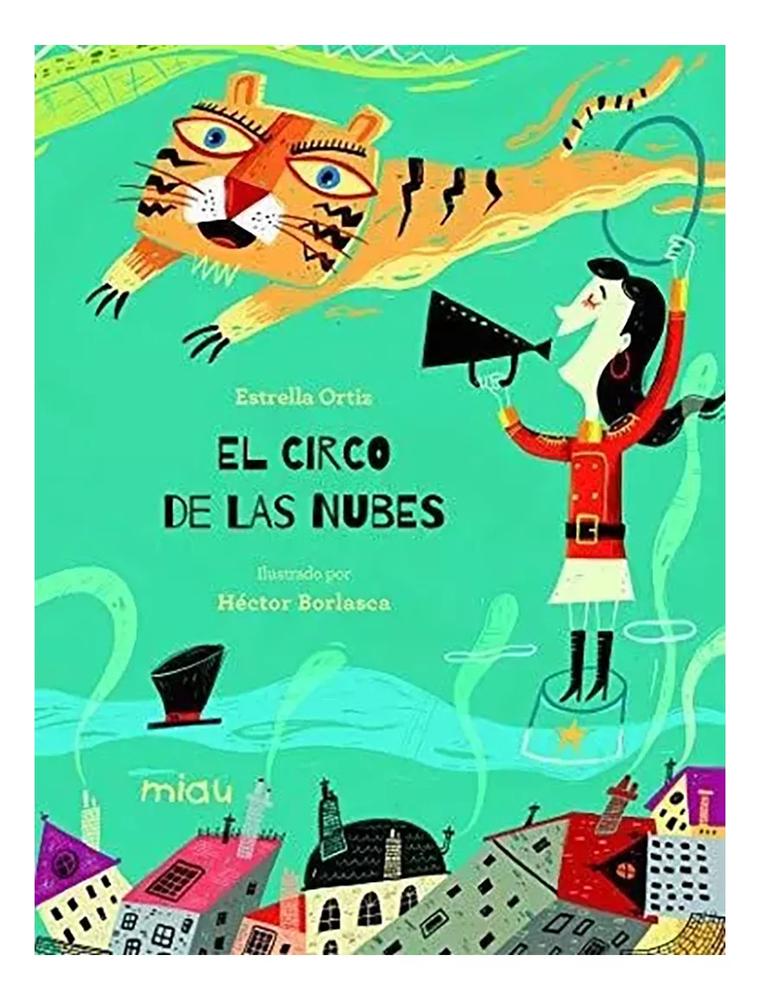 Estrella Ortiz
EL CIRCO
DE LAS NUBES
Ilustrado por
Héctor Borlasca
miau